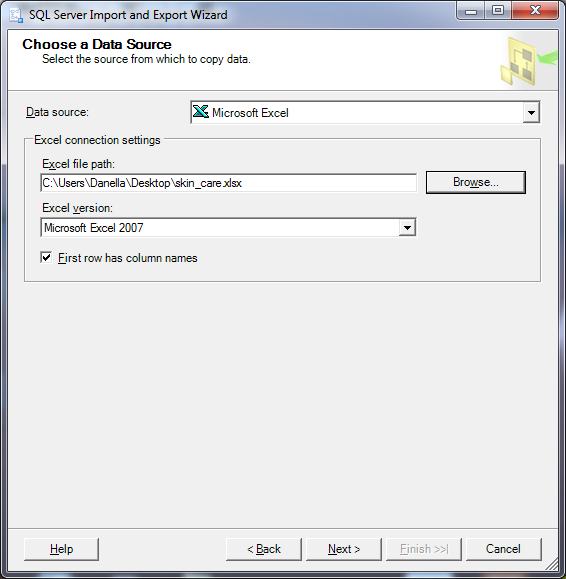 SQL Server Import and Export Wizard
Choose a Data Source
Select the source from which to copy data.
Data source: Microsoft Excel
Excel connection settings
Excel file path:
C:\Users\Danella\Desktop\skin_care.xlsx Browse...
Excel version:
Microsoft Excel 2007
First row has column names
Help < Back Next > Finish >>| Cancel